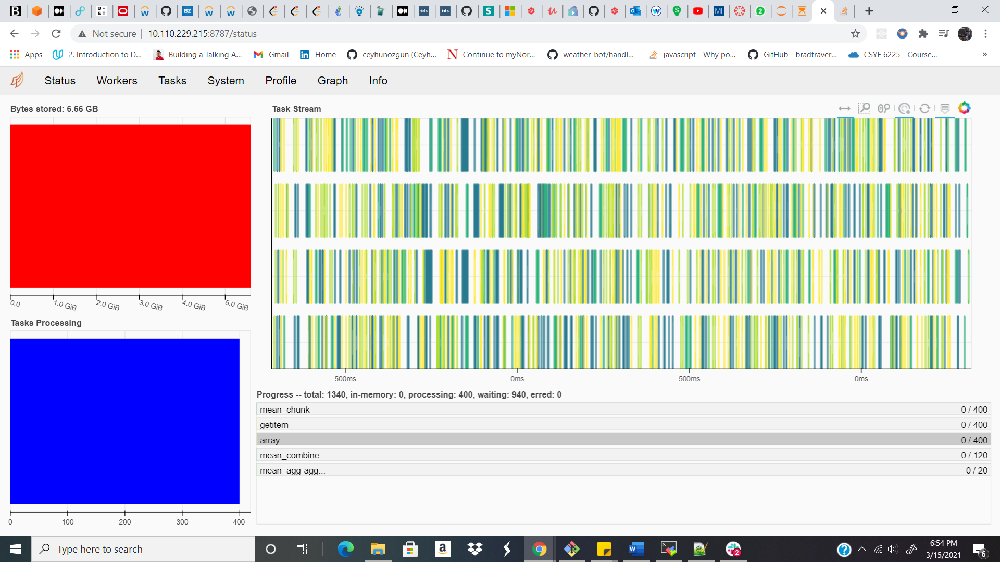 Not secure | 10.110.229.215:8787/status
Apps 2. Introduction to D... Building a Talking A... Gmail Home ceyhunozgun (Ceyh... Continue to myNor... weather-bot/handl... javascript - Why po... GitHub - bradtraver... CSYE 6225 - Course... »
Status Workers Tasks System Profile Graph Info
Bytes stored: 6.66 GB
0.0 1.0 GiB 2.0 GiB 3.0 GiB 4.0 GiB 5.0 GiB
Tasks Processing
0 100 200 300 400
Task Stream
500ms 0ms 500ms 0ms
Progress -- total: 1340, in-memory: 0, processing: 400, waiting: 940, erred: 0
mean_chunk 0 / 400
getitem 0 / 400
array 0 / 400
mean_combine... 0 / 120
mean_agg-agg... 0 / 20
Type here to search
6:54 PM
3/15/2021